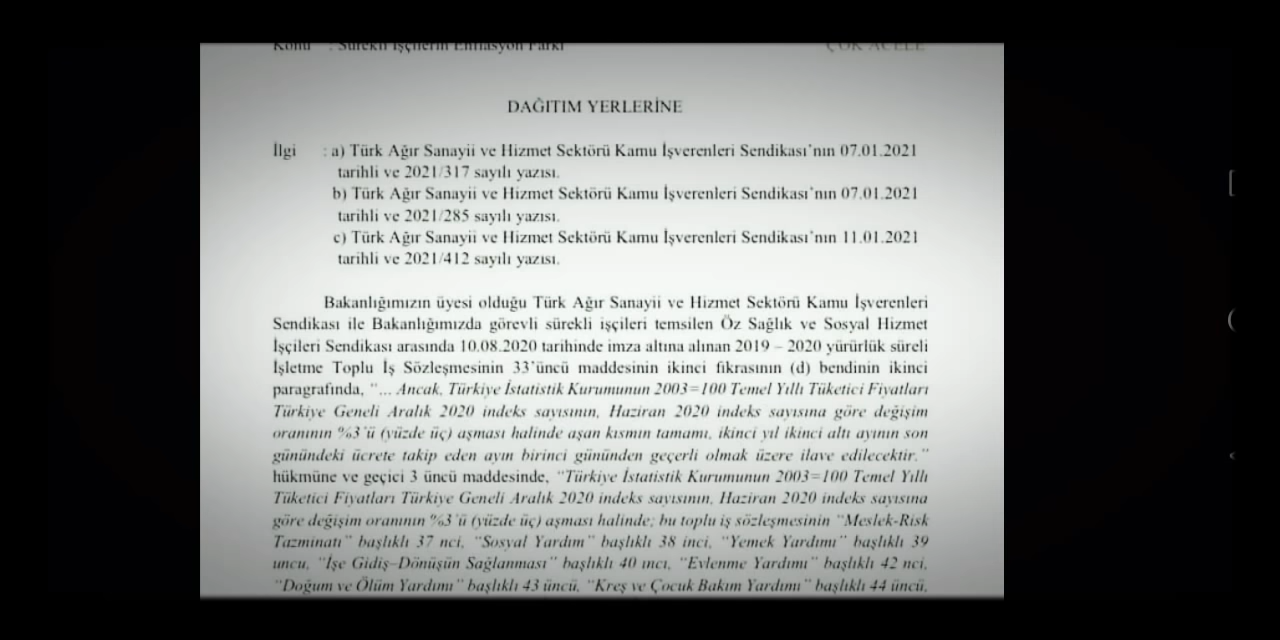 Konu : Sürekli İşçilerin Enflasyon Farkı ÇOK ACELE
DAĞITIM YERLERİNE
İlgi : a) Türk Ağır Sanayii ve Hizmet Sektörü Kamu İşverenleri Sendikası'nın 07.01.2021
tarihli ve 2021/317 sayılı yazısı.
b) Türk Ağır Sanayii ve Hizmet Sektörü Kamu İşverenleri Sendikası'nın 07.01.2021
tarihli ve 2021/285 sayılı yazısı.
c) Türk Ağır Sanayii ve Hizmet Sektörü Kamu İşverenleri Sendikası'nın 11.01.2021
tarihli ve 2021/412 sayılı yazısı.
Bakanlığımızın üyesi olduğu Türk Ağır Sanayii ve Hizmet Sektörü Kamu İşverenleri
Sendikası ile Bakanlığımızda görevli sürekli işçileri temsilen Öz Sağlık ve Sosyal Hizmet
İşçileri Sendikası arasında 10.08.2020 tarihinde imza altına alınan 2019 – 2020 yürürlük süreli
İşletme Toplu İş Sözleşmesinin 33'üncü maddesinin ikinci fıkrasının (d) bendinin ikinci
paragrafında, "... Ancak, Türkiye İstatistik Kurumunun 2003=100 Temel Yıllı Tüketici Fiyatları
Türkiye Geneli Aralık 2020 indeks sayısının, Haziran 2020 indeks sayısına göre değişim
oranının %3'ü (yüzde üç) aşması halinde aşan kısmın tamamı, ikinci yıl ikinci altı ayının son
günündeki ücrete takip eden ayın birinci gününden geçerli olmak üzere ilave edilecektir."
hükmüne ve geçici 3 üncü maddesinde, "Türkiye İstatistik Kurumunun 2003=100 Temel Yıllı
Tüketici Fiyatları Türkiye Geneli Aralık 2020 indeks sayısının, Haziran 2020 indeks sayısına
göre değişim oranının %3'ü (yüzde üç) aşması halinde; bu toplu iş sözleşmesinin "Meslek-Risk
Tazminatı" başlıklı 37 nci, "Sosyal Yardım" başlıklı 38 inci, "Yemek Yardımı" başlıklı 39
uncu, "İşe Gidiş–Dönüşün Sağlanması" başlıklı 40 ıncı, "Evlenme Yardımı" başlıklı 42 nci,
"Doğum ve Ölüm Yardımı" başlıklı 43 üncü, "Kreş ve Çocuk Bakım Yardımı" başlıklı 44 üncü,